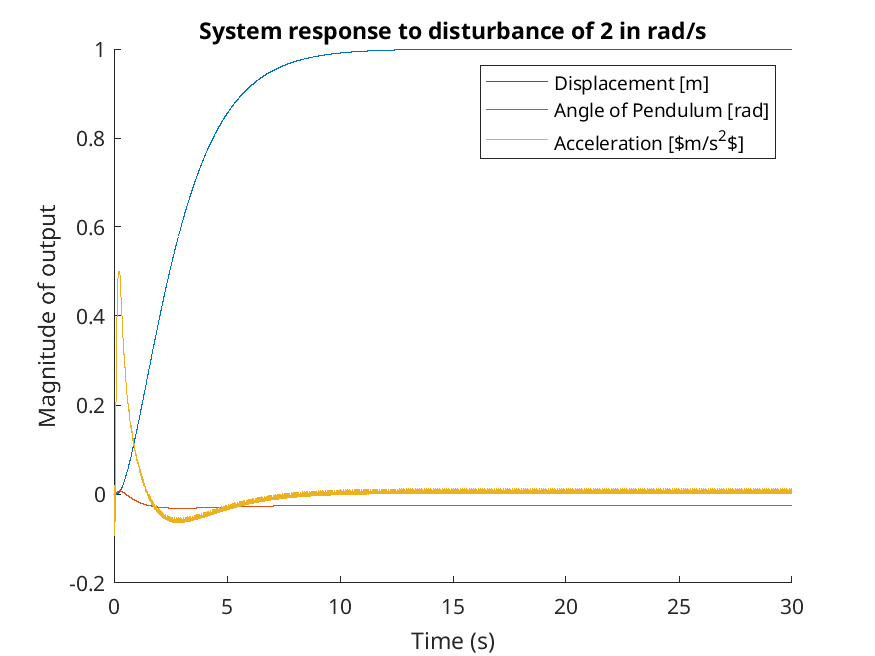 System response to disturbance of 2 in rad/s
1
0.8
0.6
0.4
0.2
0
-0.2
Magnitude of output
Displacement [m]
Angle of Pendulum [rad]
Acceleration [$m/s²$]
0 5 10 15 20 25 30
Time (s)